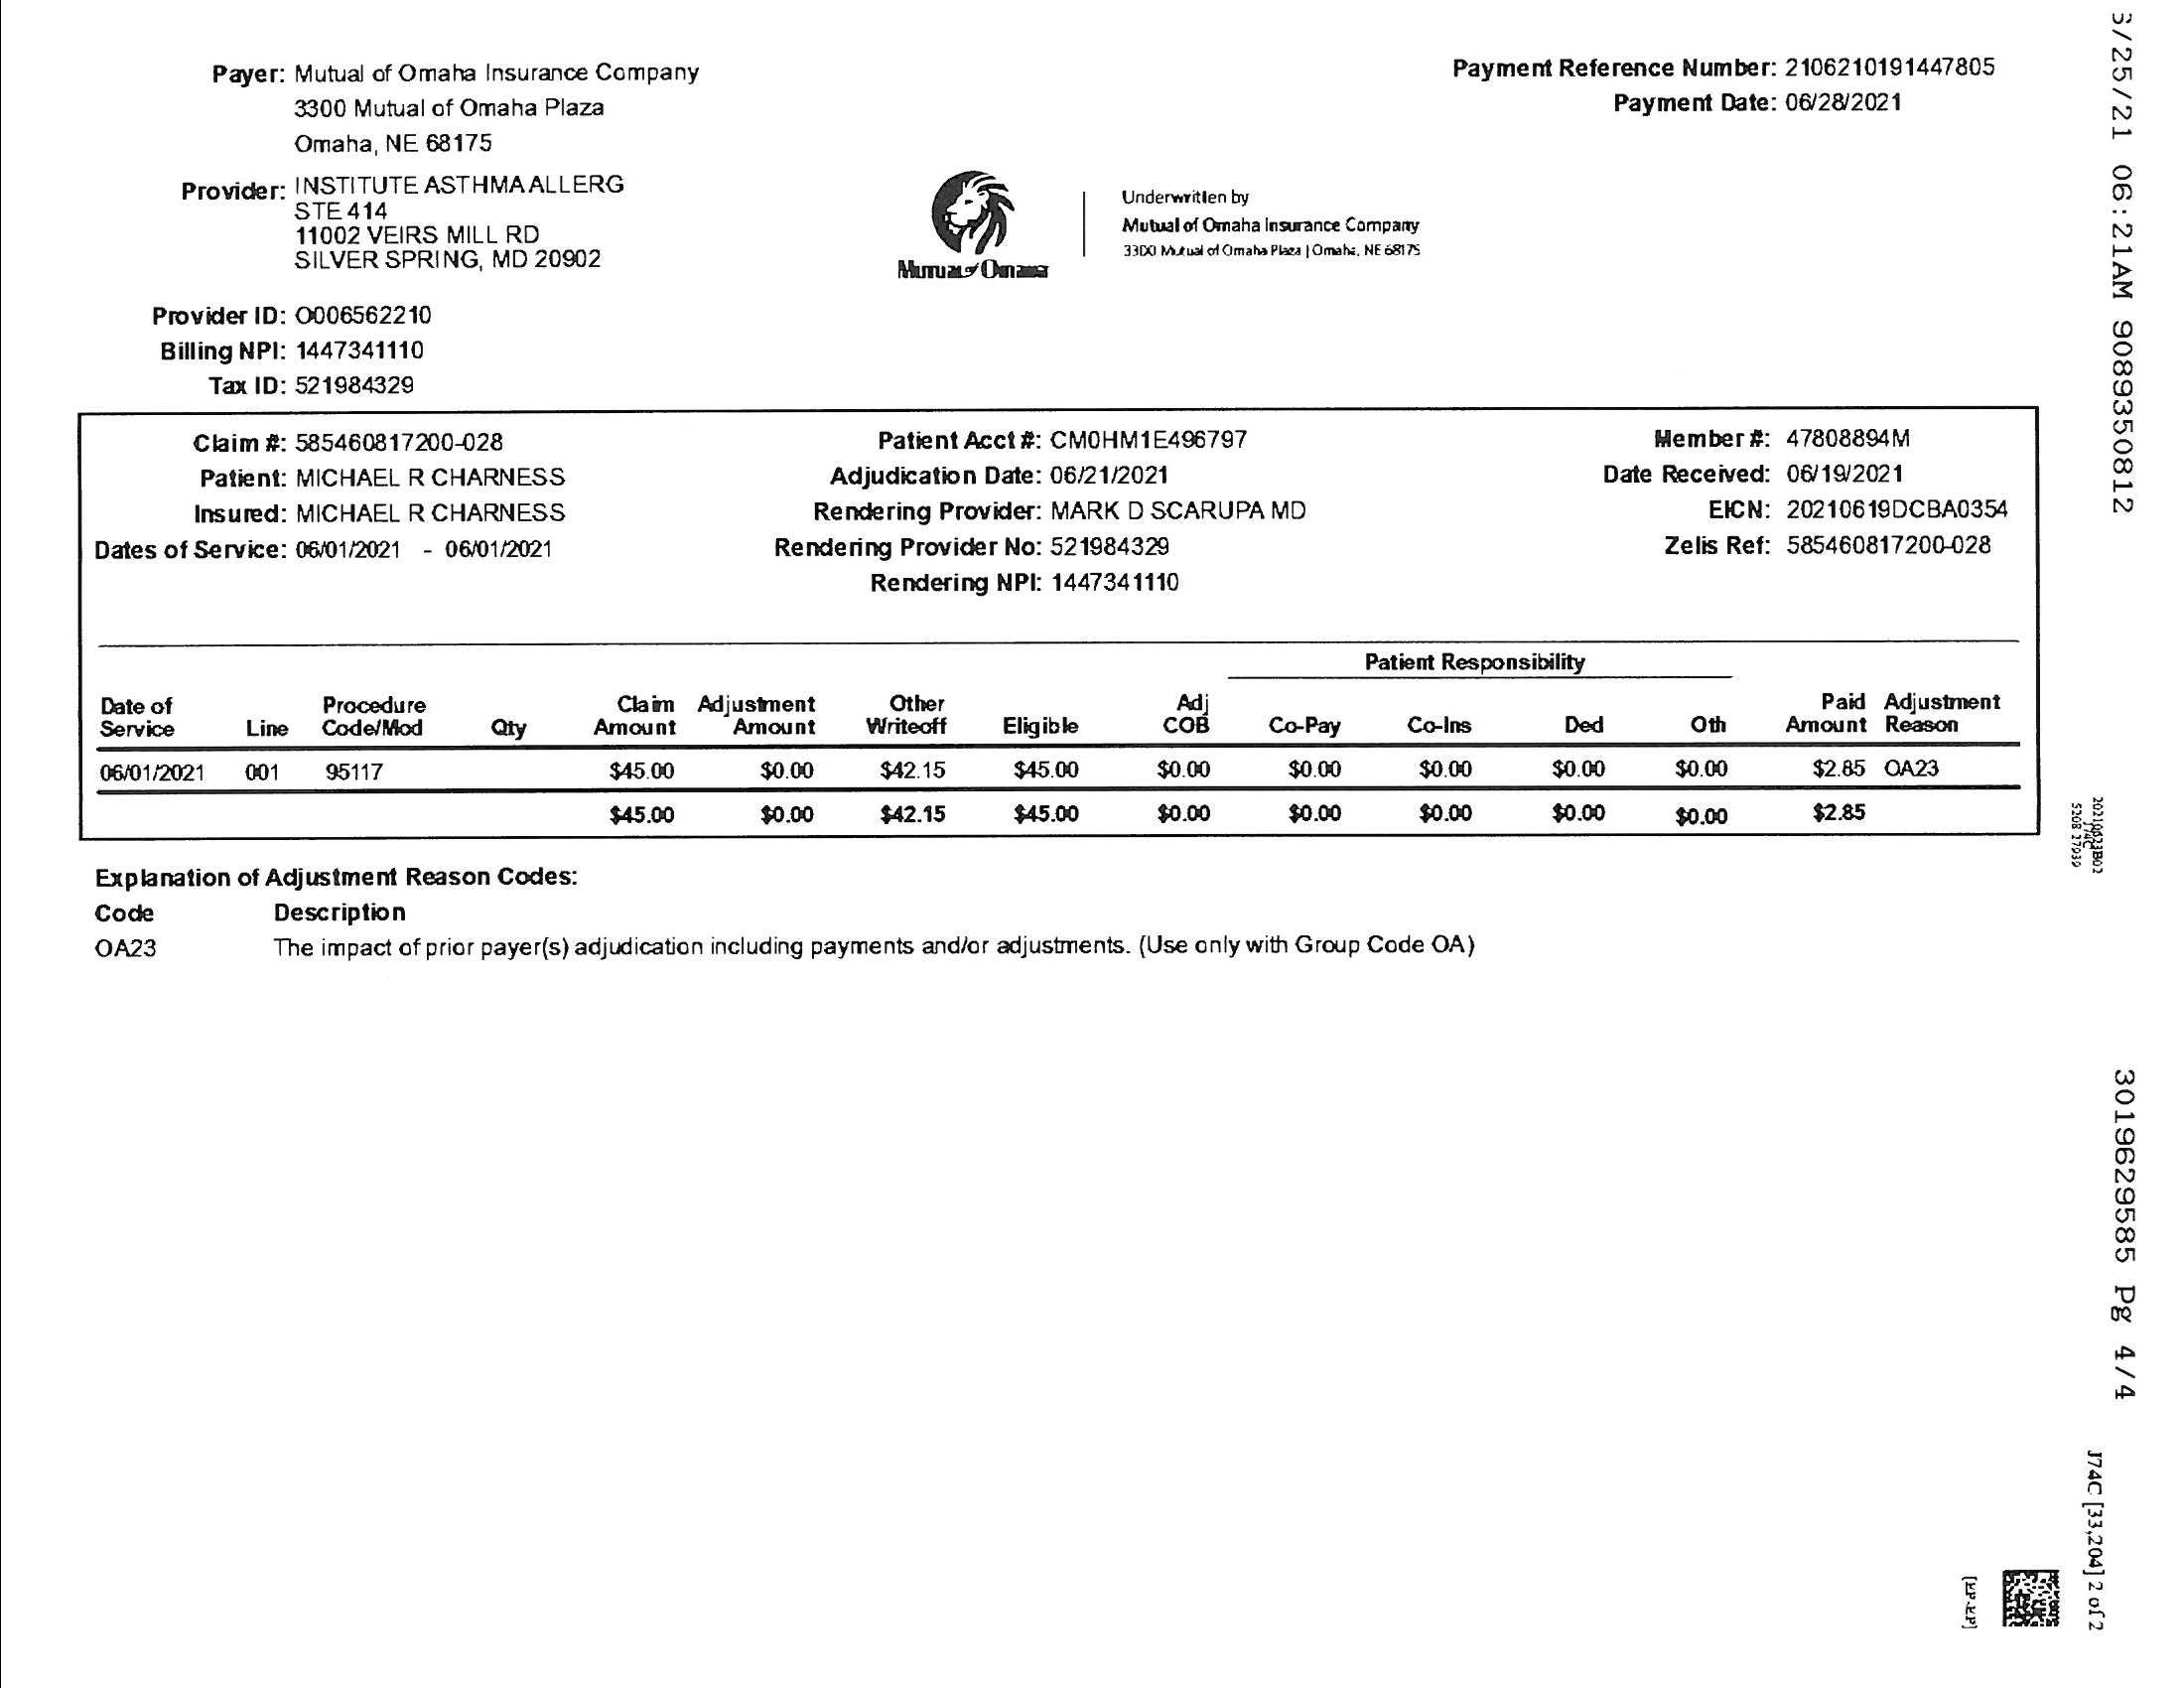 Payer: Mutual of Omaha Insurance Company
3300 Mutual of Omaha Plaza
Omaha, NE 68175
Payment Reference Number: 2106210191447805
Payment Date: 06/28/2021
Provider: INSTITUTE ASTHMA ALLERG
STE 414
11002 VEIRS MILL RD
SILVER SPRING, MD 20902
Mutual of Omaha
Underwritten by
Mutual of Omaha Insurance Company
3300 Mutual of Omaha Plaza | Omaha, NE 68175
Provider ID: O006562210
Billing NPI: 1447341110
Tax ID: 521984329
Claim #: 585460817200-028
Patient: MICHAEL R CHARNESS
Insured: MICHAEL R CHARNESS
Dates of Service: 06/01/2021 - 06/01/2021
Patient Acct #: CM0HM1E496797
Adjudication Date: 06/21/2021
Rendering Provider: MARK D SCARUPA MD
Rendering Provider No: 521984329
Rendering NPI: 1447341110
Member #: 47808894M
Date Received: 06/19/2021
EICN: 20210619DCBA0354
Zelis Ref: 585460817200-028
Patient Responsibility
Date of Service Line Procedure Code/Mod Qty Claim Amount Adjustment Amount Other Writeoff Eligible Adj COB Co-Pay Co-Ins Ded Oth Paid Amount Adjustment Reason
06/01/2021 001 95117 $45.00 $0.00 $42.15 $45.00 $0.00 $0.00 $0.00 $0.00 $0.00 $2.85 OA23
$45.00 $0.00 $42.15 $45.00 $0.00 $0.00 $0.00 $0.00 $0.00 $2.85
Explanation of Adjustment Reason Codes:
Code Description
OA23 The impact of prior payer(s) adjudication including payments and/or adjustments. (Use only with Group Code OA)
3/25/21 06:21AM 9089350812
3019629585 Pg 4/4
20210623B02
J74C
5208 27939
J74C [33,204] 2 of 2
[EP-EP]